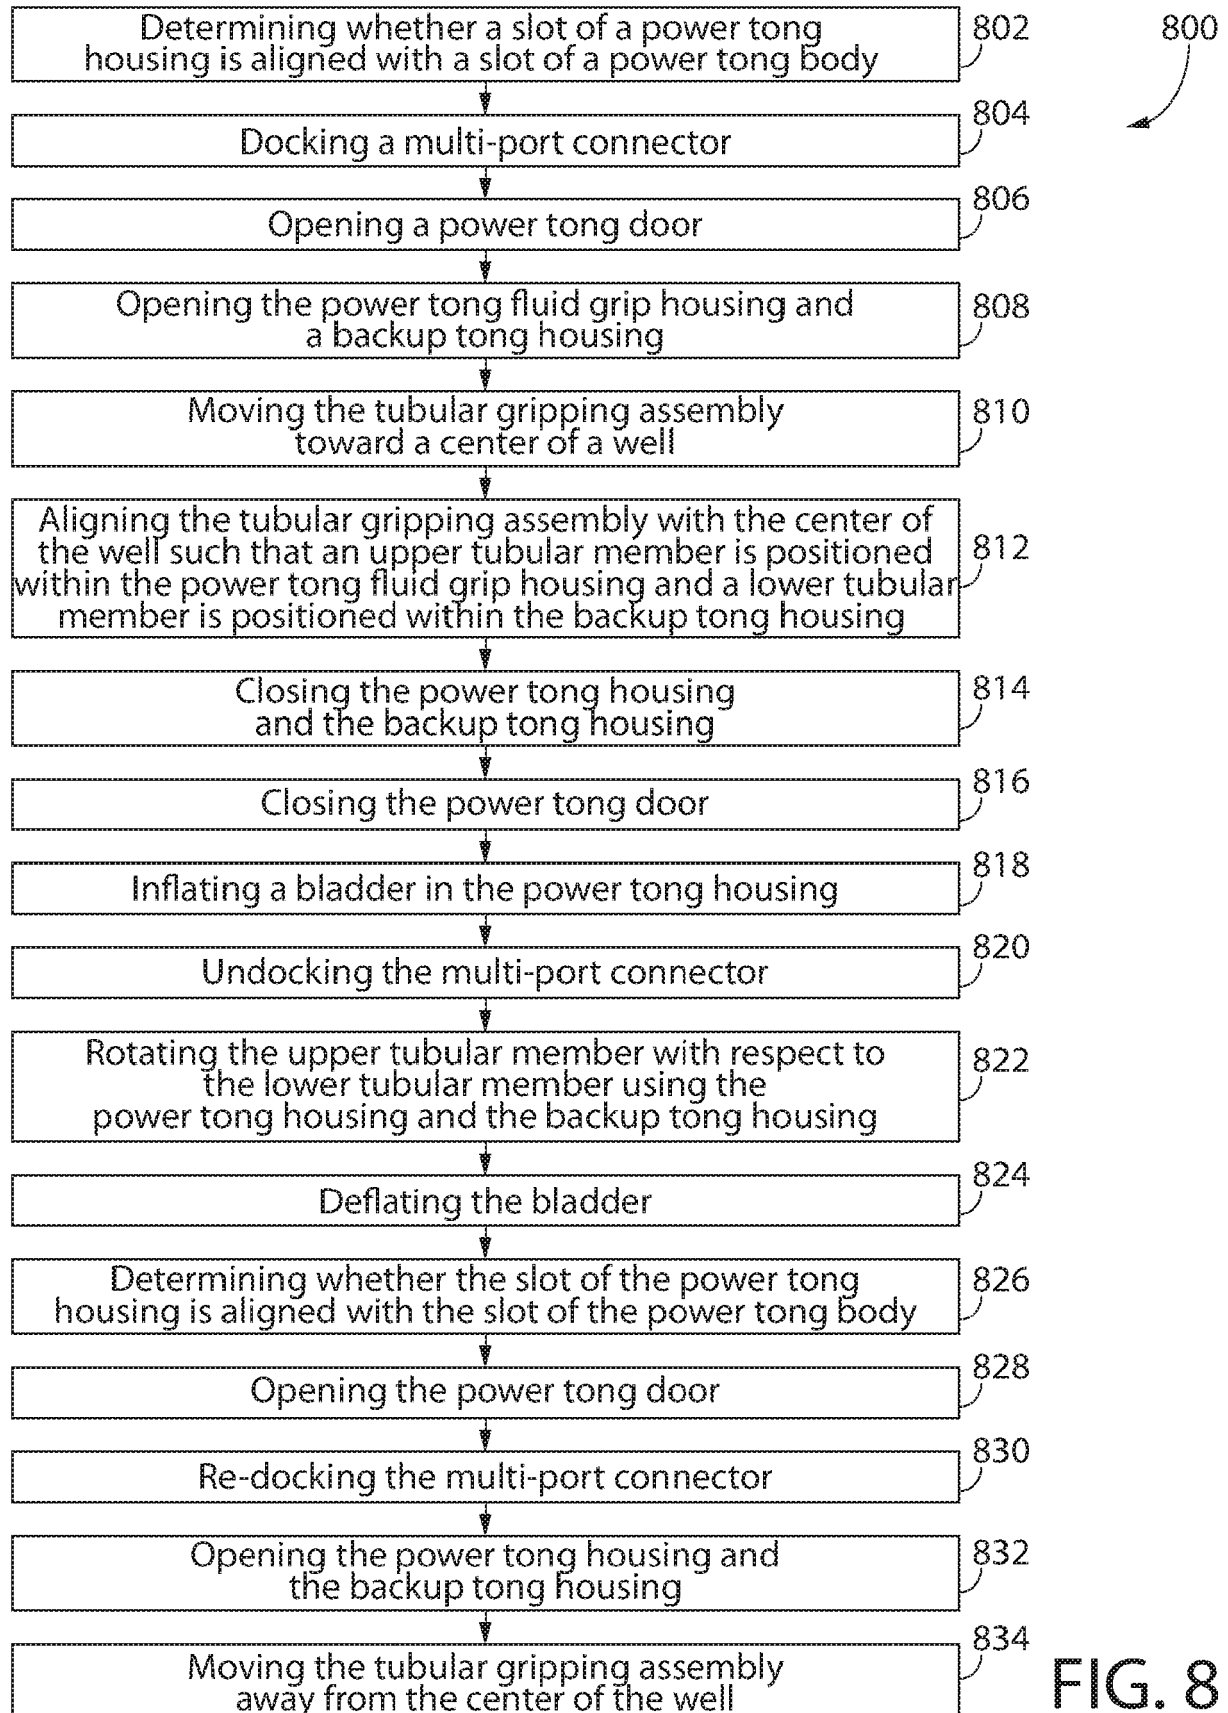 Determining whether a slot of a power tong
housing is aligned with a slot of a power tong body
802
800
Docking a multi-port connector
804
Opening a power tong door
806
Opening the power tong fluid grip housing and
a backup tong housing
808
Moving the tubular gripping assembly
toward a center of a well
810
Aligning the tubular gripping assembly with the center of
the well such that an upper tubular member is positioned
within the power tong fluid grip housing and a lower tubular
member is positioned within the backup tong housing
812
Closing the power tong housing
and the backup tong housing
814
Closing the power tong door
816
Inflating a bladder in the power tong housing
818
Undocking the multi-port connector
820
Rotating the upper tubular member with respect to
the lower tubular member using the
power tong housing and the backup tong housing
822
Deflating the bladder
824
Determining whether the slot of the power tong
housing is aligned with the slot of the power tong body
826
Opening the power tong door
828
Re-docking the multi-port connector
830
Opening the power tong housing and
the backup tong housing
832
Moving the tubular gripping assembly
away from the center of the well
834
FIG. 8